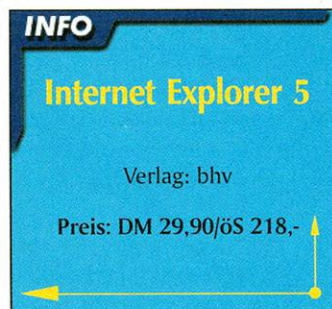 INFO
Internet Explorer 5
Verlag: bhv
Preis: DM 29,90/öS 218,-